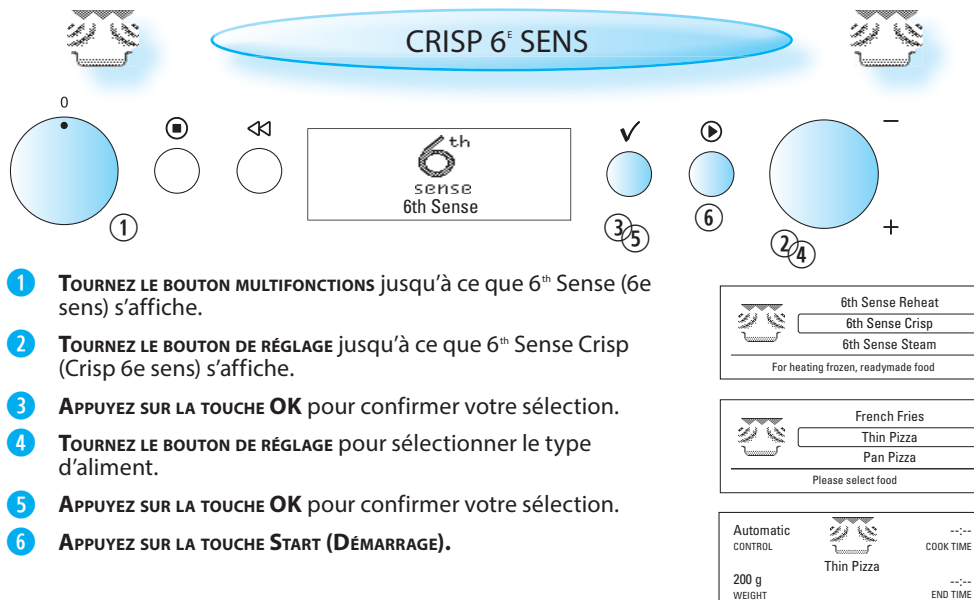 CRISP 6E SENS
0
6th
sense
6th Sense
−
+
1
3
5
6
2
4
1 Tournez le bouton multifonctions jusqu'à ce que 6th Sense (6e
sens) s'affiche.
2 Tournez le bouton de réglage jusqu'à ce que 6th Sense Crisp
(Crisp 6e sens) s'affiche.
3 Appuyez sur la touche OK pour confirmer votre sélection.
4 Tournez le bouton de réglage pour sélectionner le type
d'aliment.
5 Appuyez sur la touche OK pour confirmer votre sélection.
6 Appuyez sur la touche Start (Démarrage).
6th Sense Reheat
6th Sense Crisp
6th Sense Steam
For heating frozen, readymade food
French Fries
Thin Pizza
Pan Pizza
Please select food
Automatic --:--
CONTROL COOK TIME
Thin Pizza
200 g --:--
WEIGHT END TIME